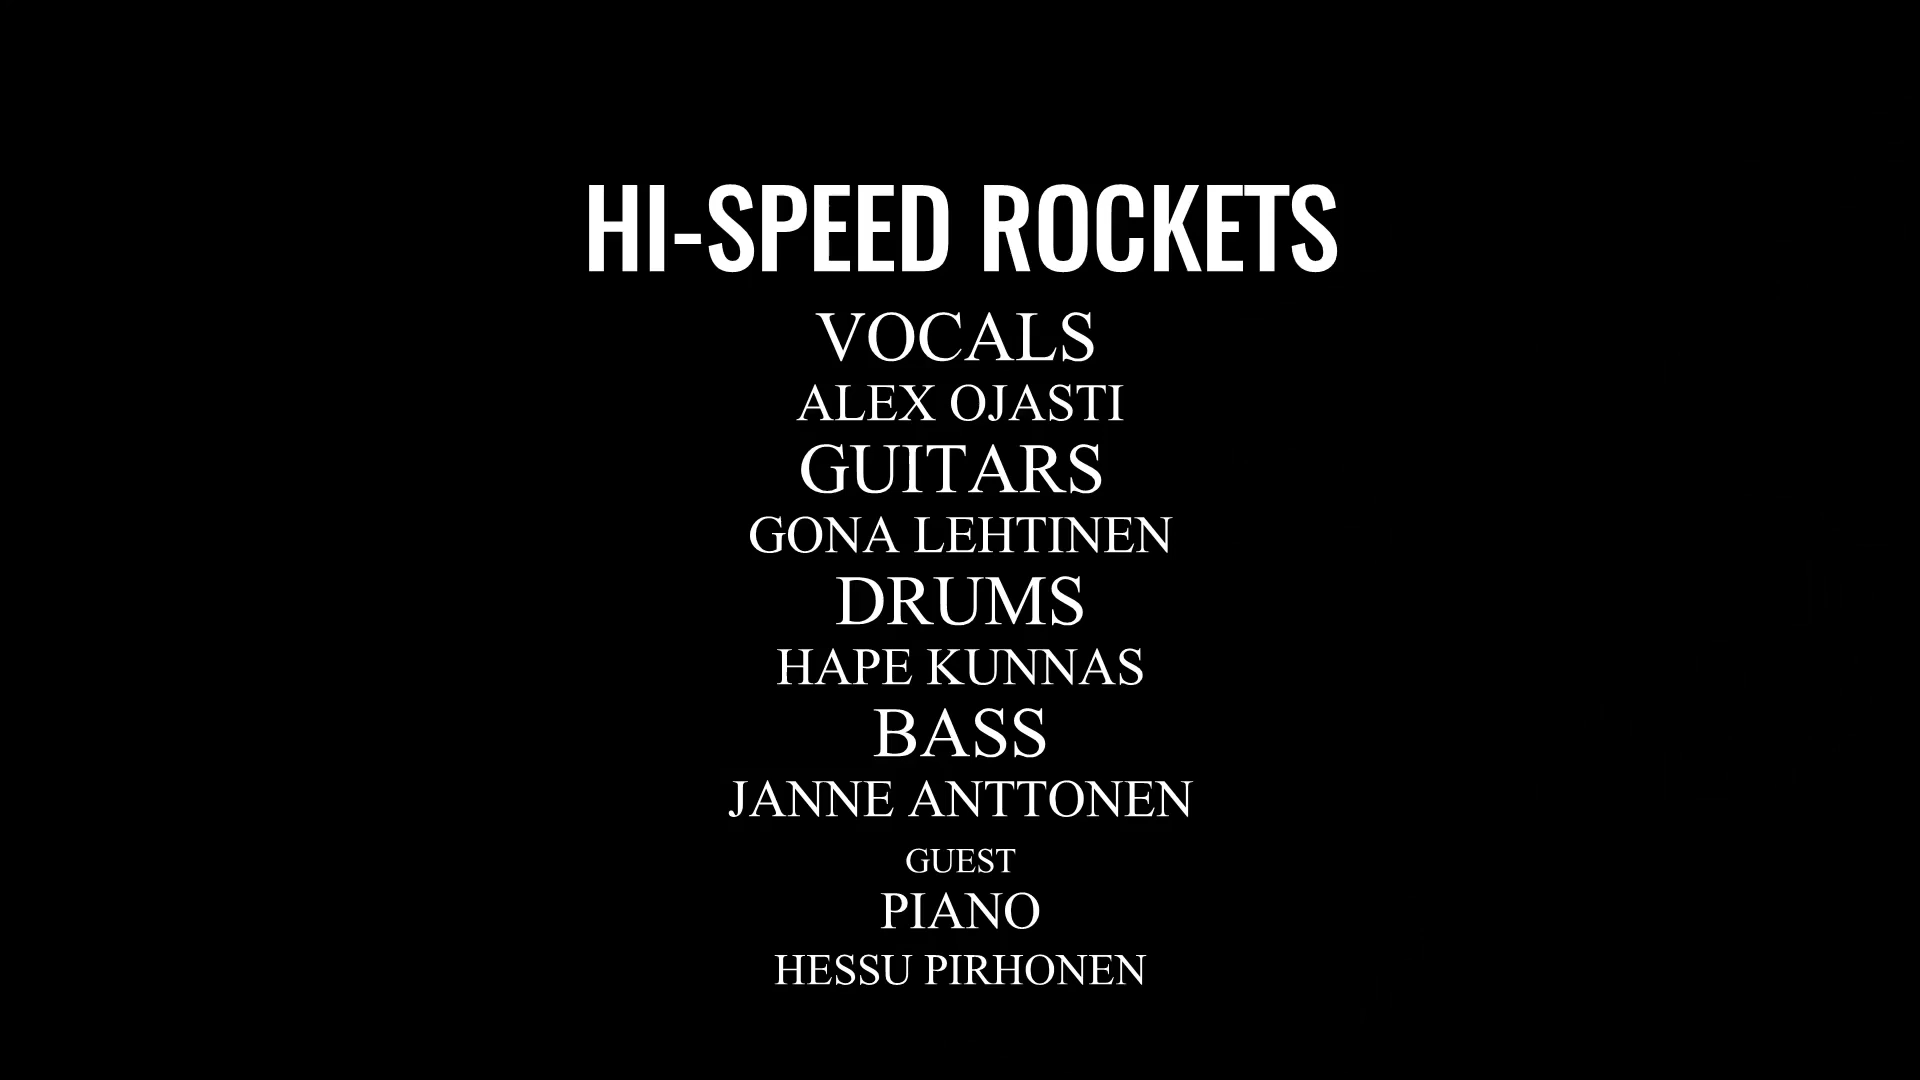 HI-SPEED ROCKETS
VOCALS
ALEX OJASTI
GUITARS
GONA LEHTINEN
DRUMS
HAPE KUNNAS
BASS
JANNE ANTTONEN
GUEST
PIANO
HESSU PIRHONEN